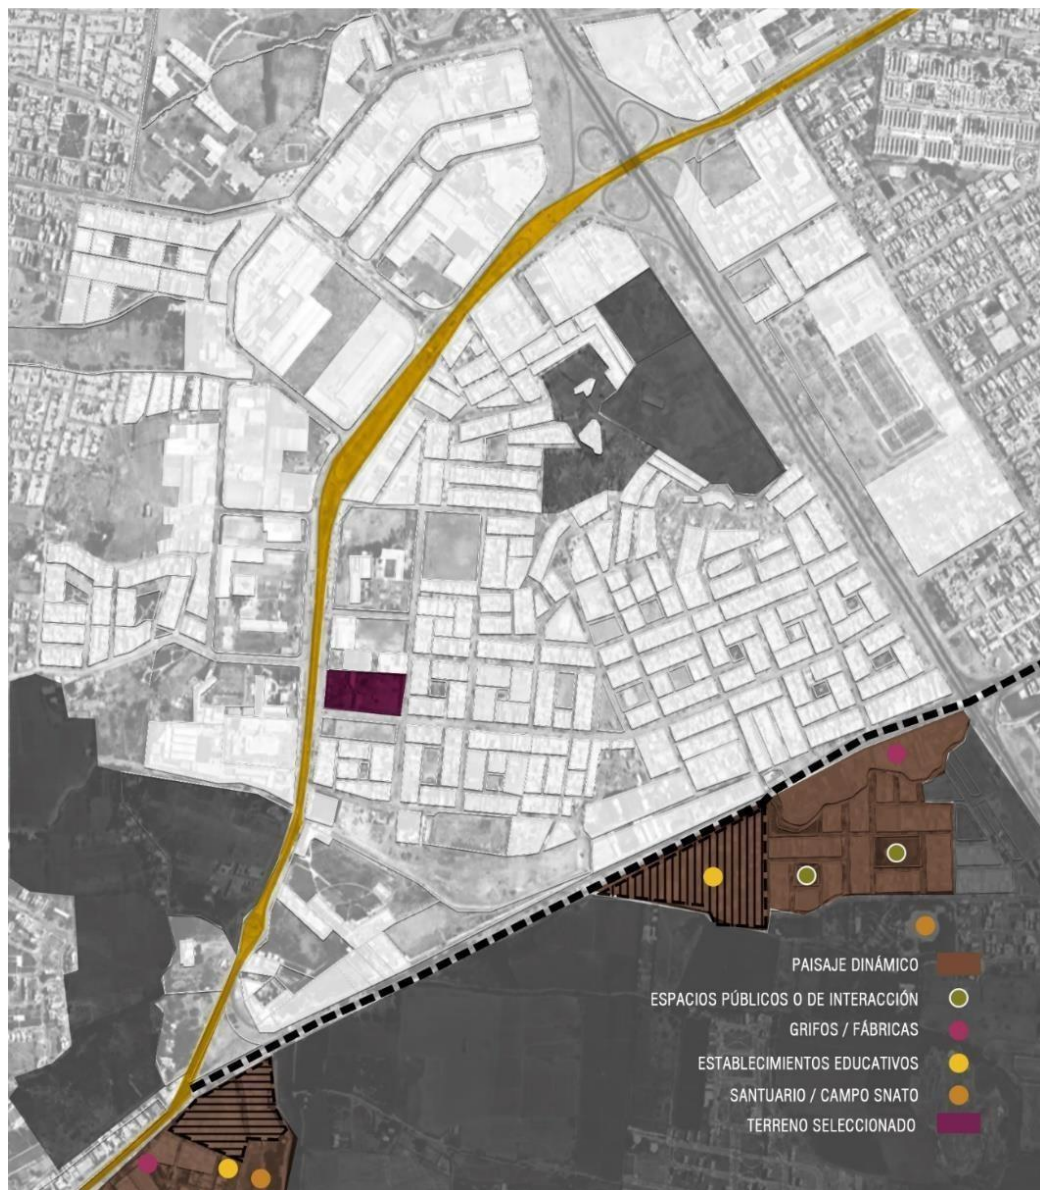 PAISAJE DINÁMICO
ESPACIOS PÚBLICOS O DE INTERACCIÓN
GRIFOS / FÁBRICAS
ESTABLECIMIENTOS EDUCATIVOS
SANTUARIO / CAMPO SNATO
TERRENO SELECCIONADO